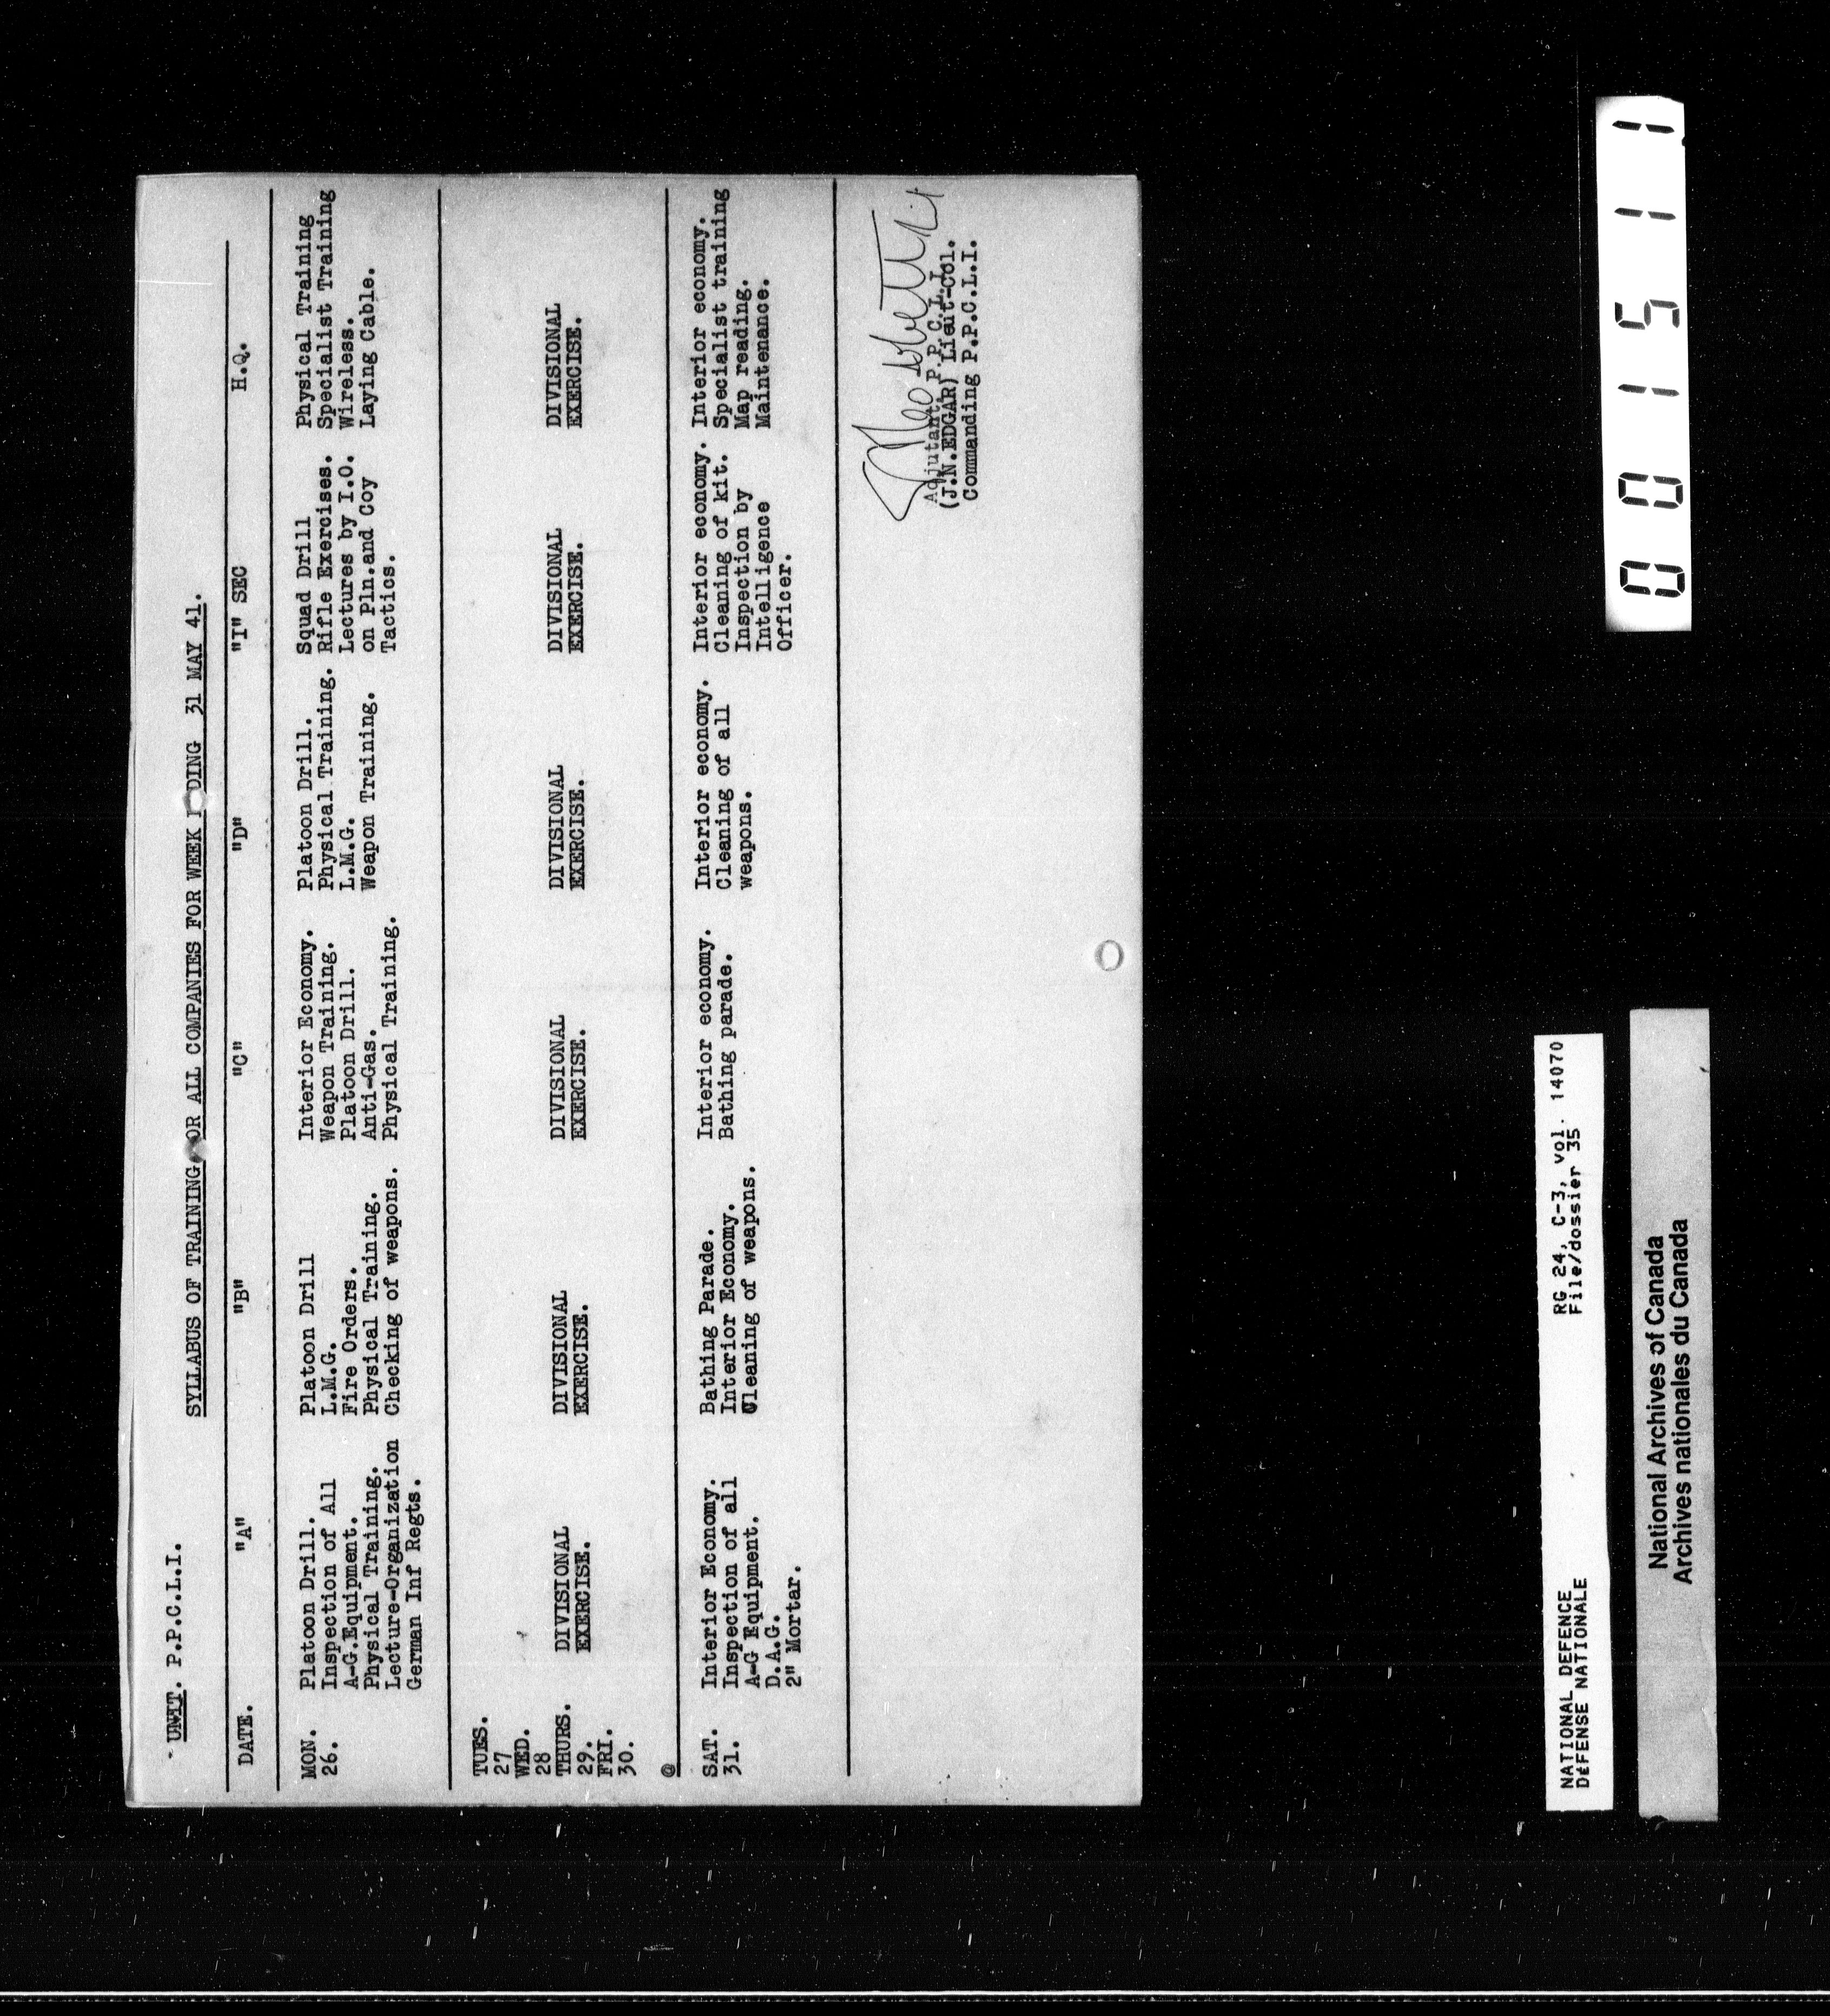 UNIT. P.P.C.L.I.
SYLLABUS OF TRAINING OR ALL COMPANIES FOR WEEK DING 31 MAY 41.
DATE. "A" "B" "C" "D" "I" SEC H.Q.
MON.
26.
Platoon Drill.
Inspection of All
A-G.Equipment.
Physical Training.
Lecture-Organization
German Inf Regts.
Platoon Drill
L.M.G.
Fire Orders.
Physical Training.
Checking of weapons.
Interior Economy.
Weapon Training.
Platoon Drill.
Anti-Gas.
Physical Training.
Platoon Drill.
Physical Training.
L.M.G.
Weapon Training.
Squad Drill
Rifle Exercises.
Lectures by I.O.
on Pln.and Coy
Tactics.
Physical Training
Specialist Training
Wireless.
Laying Cable.
TUES.
27
WED.
28
THURS.
29.
FRI.
30.
DIVISIONAL
EXERCISE.
DIVISIONAL
EXERCISE.
DIVISIONAL
EXERCISE.
DIVISIONAL
EXERCISE.
DIVISIONAL
EXERCISE.
DIVISIONAL
EXERCISE.
@
SAT.
31.
Interior Economy.
Inspection of all
A-G Equipment.
D.A.G.
2" Mortar.
Bathing Parade.
Interior Economy.
Cleaning of weapons.
Interior economy.
Bathing parade.
Interior economy.
Cleaning of all
weapons.
Interior economy.
Cleaning of kit.
Inspection by
Intelligence
Officer.
Interior economy.
Specialist training
Map reading.
Maintenance.
Adjutant, P.P.C.L.I.
(J.N.EDGAR) Lieut-Col.
Commanding P.P.C.L.I.
001511
NATIONAL DEFENCE RG 24, C-3, vol. 14070
DÉFENSE NATIONALE File/dossier 35
National Archives of Canada
Archives nationales du Canada